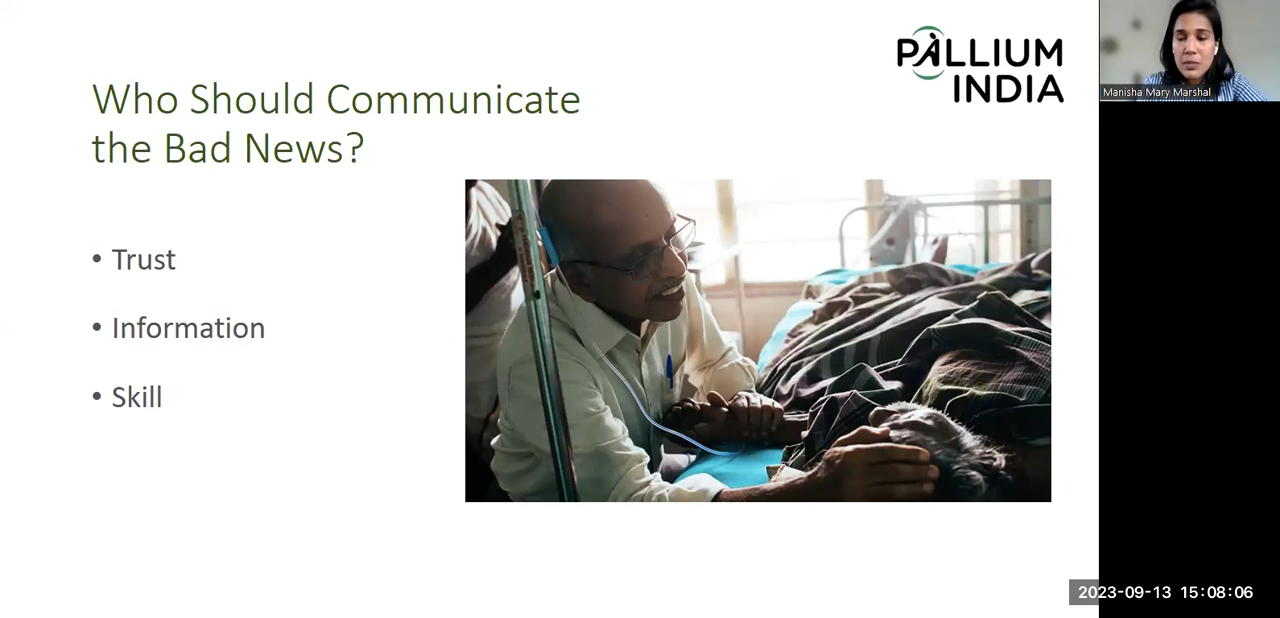 PALLIUM
INDIA
Manisha Mary Marshal
Who Should Communicate
the Bad News?
• Trust
• Information
• Skill
2023-09-13 15:08:06